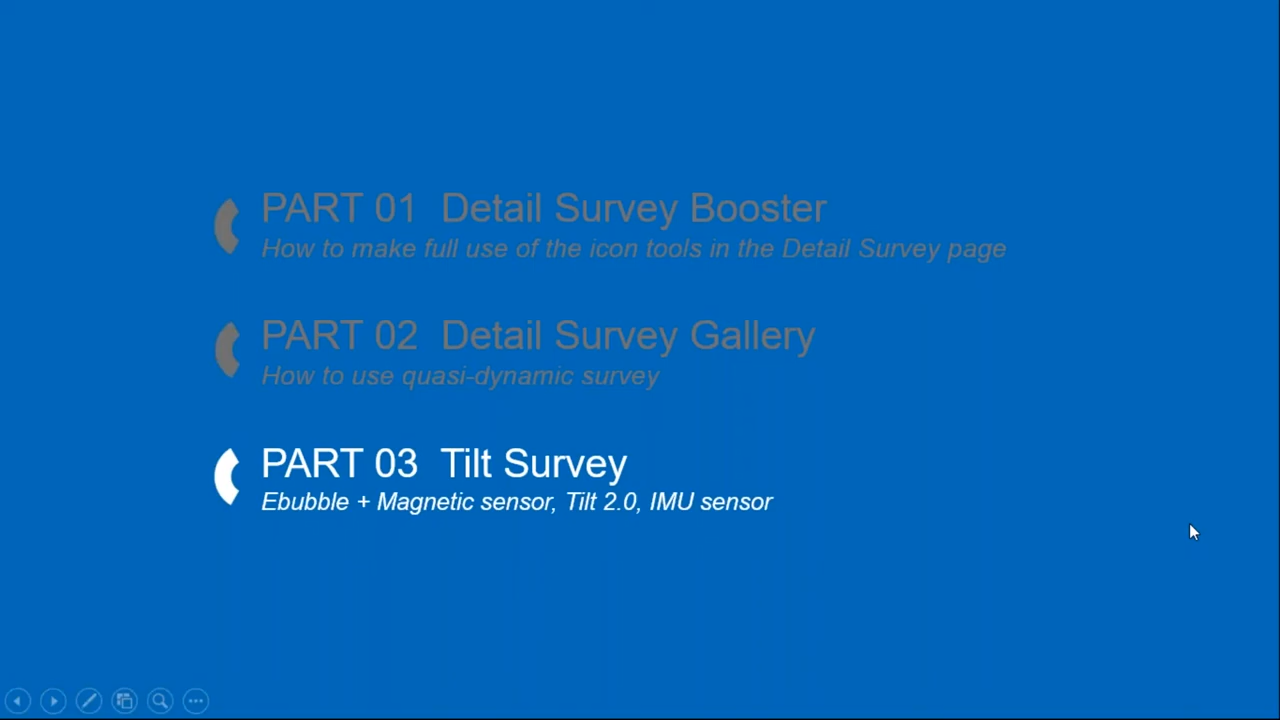 PART 01 Detail Survey Booster
How to make full use of the icon tools in the Detail Survey page
PART 02 Detail Survey Gallery
How to use quasi-dynamic survey
PART 03 Tilt Survey
Ebubble + Magnetic sensor, Tilt 2.0, IMU sensor